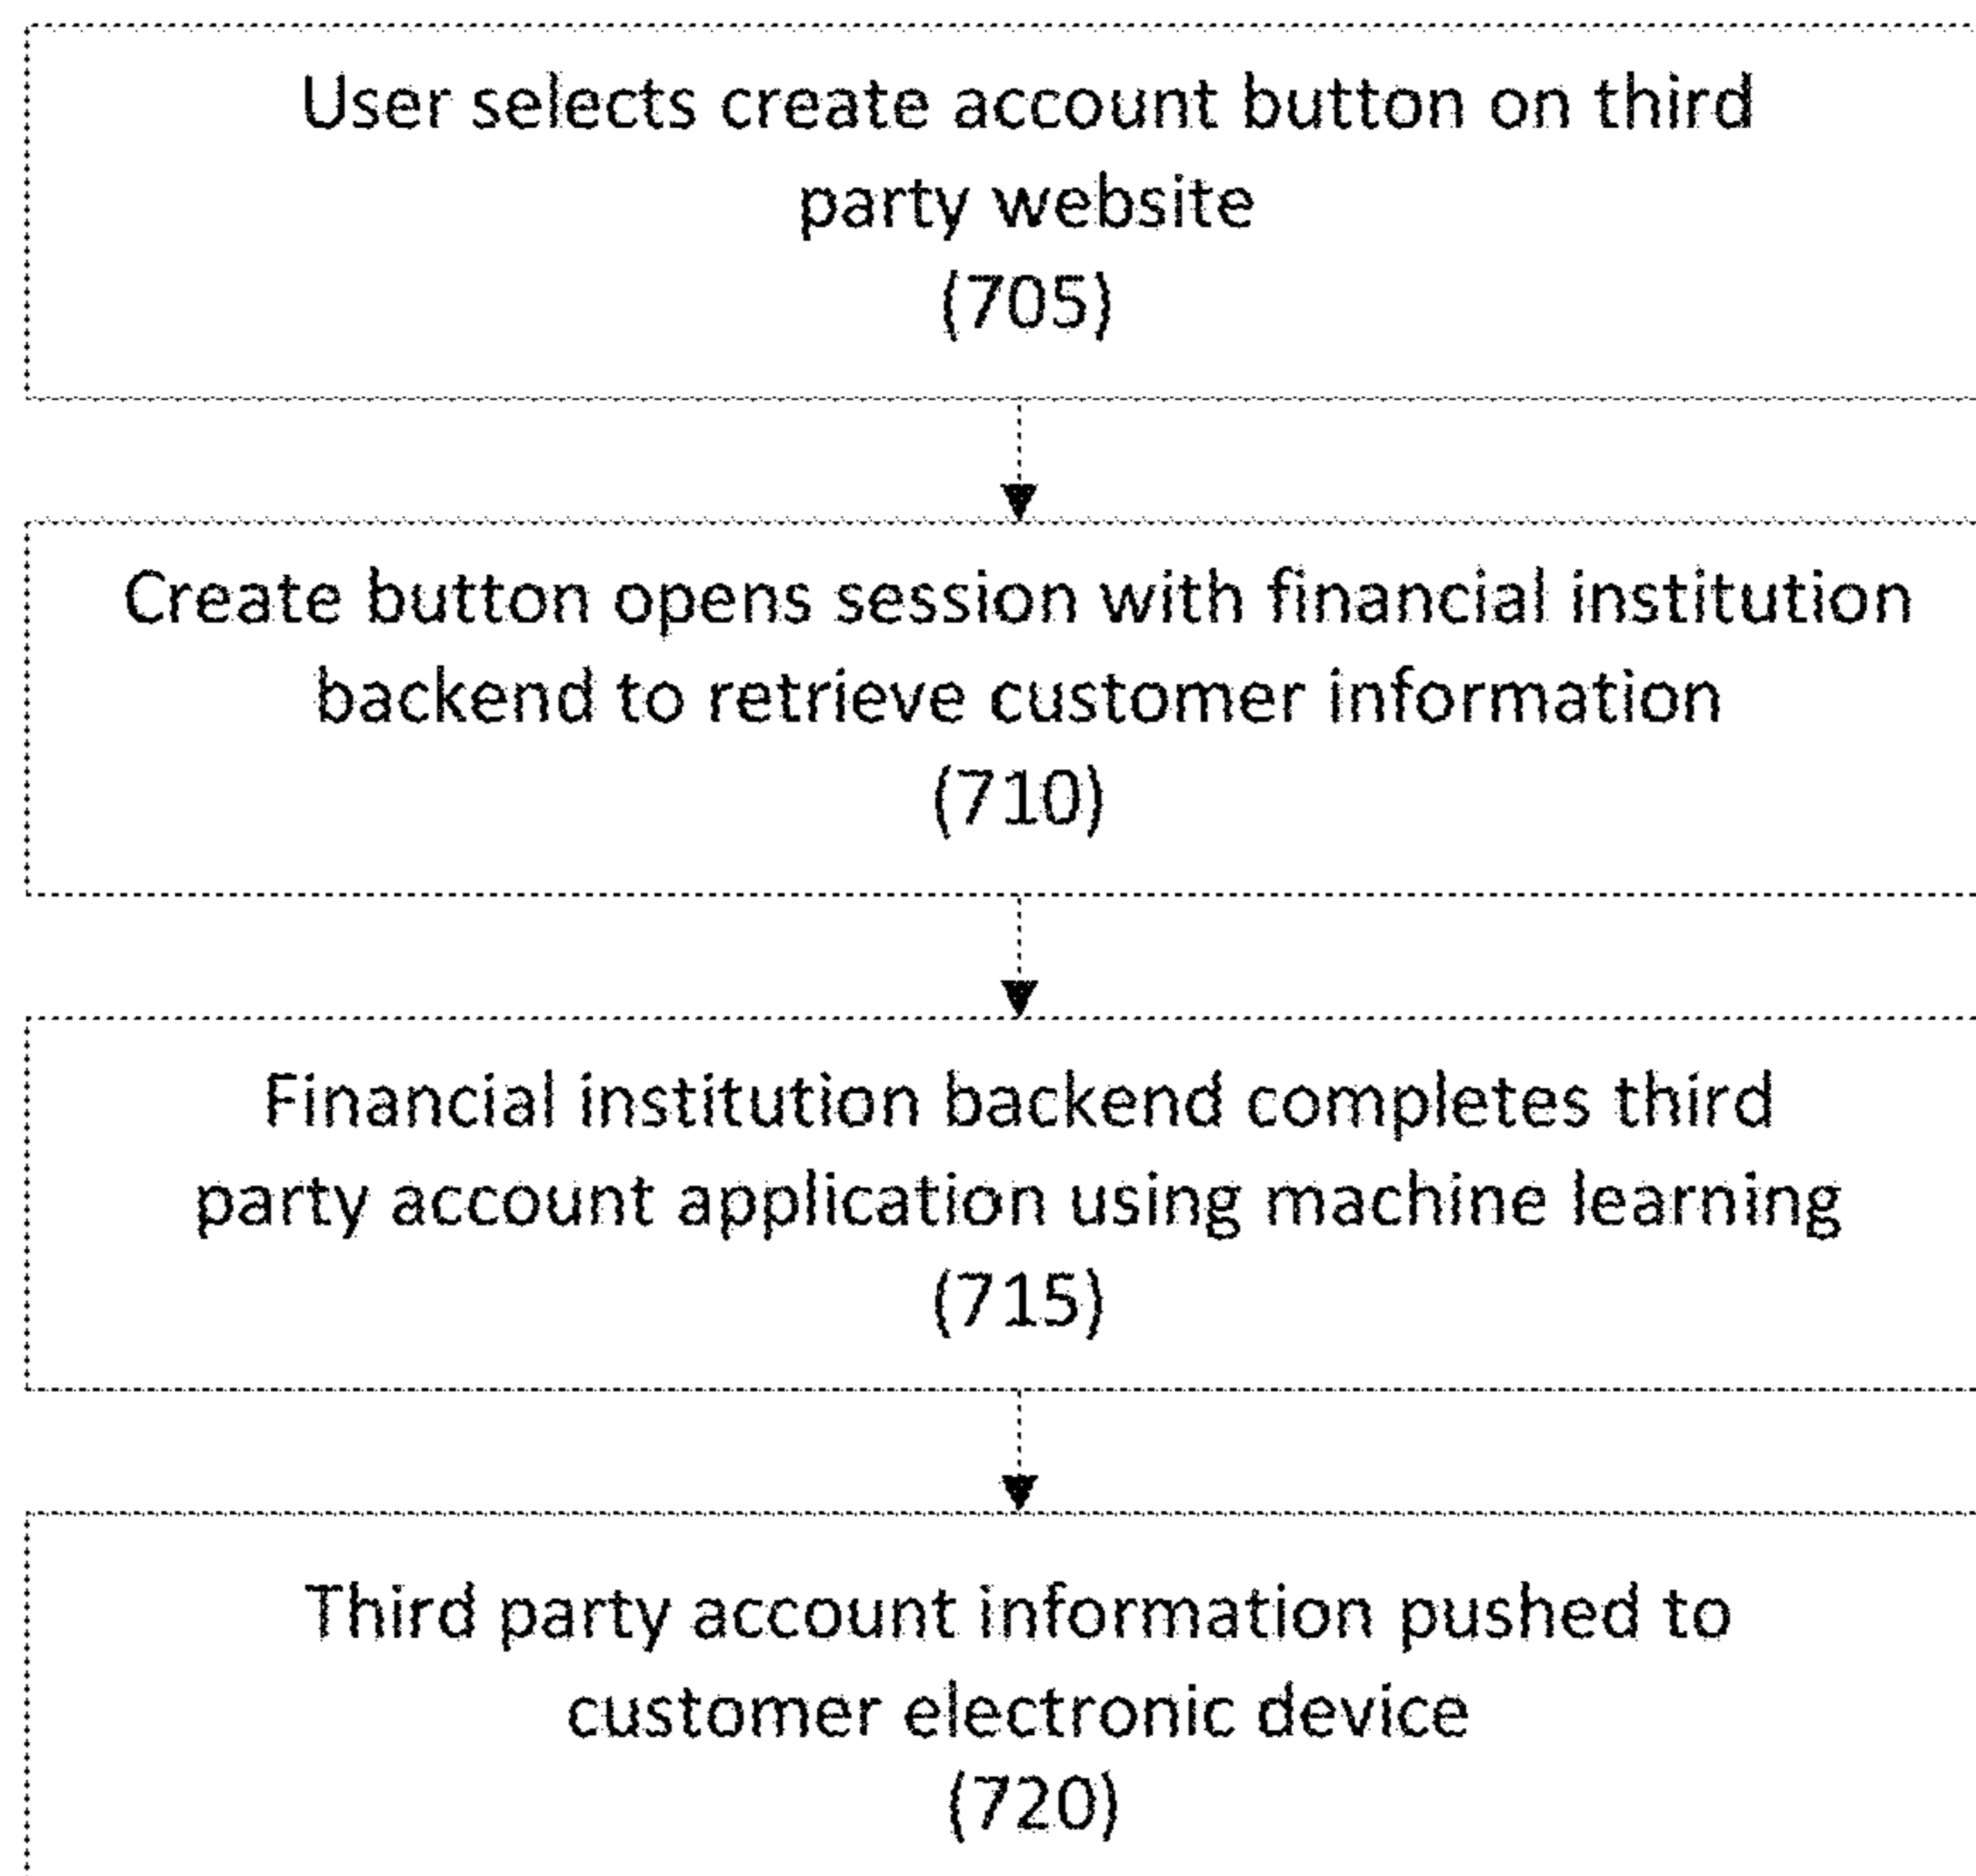 User selects create account button on third
party website
(705)
Create button opens session with financial institution
backend to retrieve customer information
(710)
Financial institution backend completes third
party account application using machine learning
(715)
Third party account information pushed to
customer electronic device
(720)